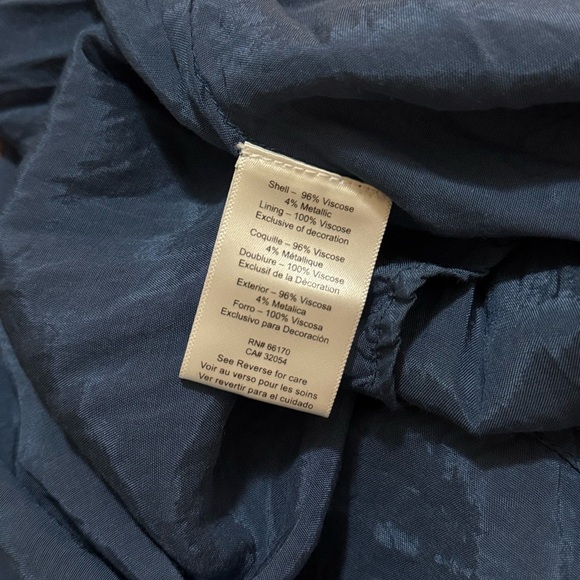 Shell – 96% Viscose
4% Metallic
Lining – 100% Viscose
Exclusive of decoration
Coquille – 96% Viscose
4% Métallique
Doublure – 100% Viscose
Exclusif de la Décoration
Exterior – 96% Viscosa
4% Metalica
Forro – 100% Viscosa
Exclusivo para Decoración
RN# 66170
CA# 32054
See Reverse for care
Voir au verso pour les soins
Ver revertir para el cuidado